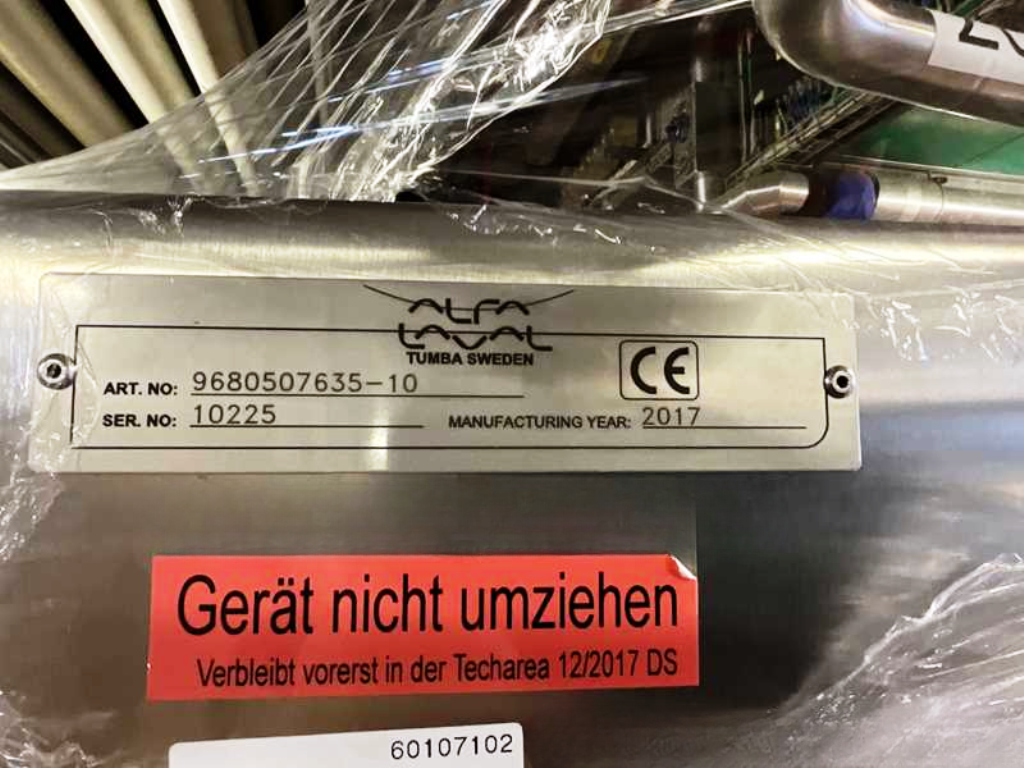 ALFA
LAVAL
TUMBA SWEDEN
CE
ART. NO: 9680507635-10
SER. NO: 10225 MANUFACTURING YEAR: 2017
Gerät nicht umziehen
Verbleibt vorerst in der Techarea 12/2017 DS
60107102